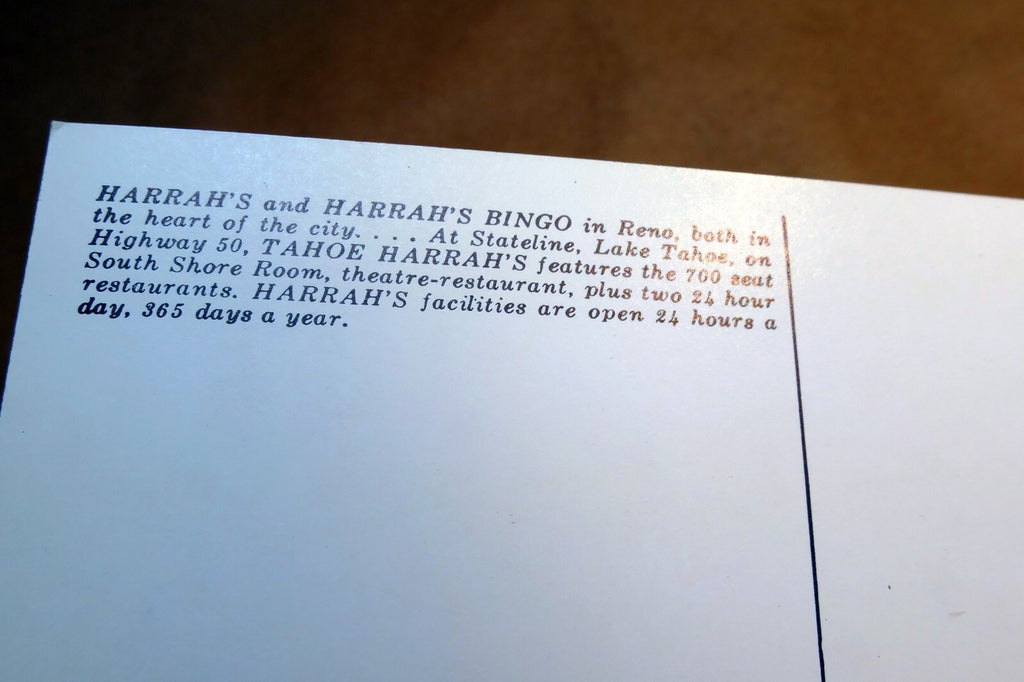 HARRAH'S and HARRAH'S BINGO in Reno, both in
the heart of the city. . . . At Stateline, Lake Tahoe, on
Highway 50, TAHOE HARRAH'S features the 700 seat
South Shore Room, theatre-restaurant, plus two 24 hour
restaurants. HARRAH'S facilities are open 24 hours a
day, 365 days a year.